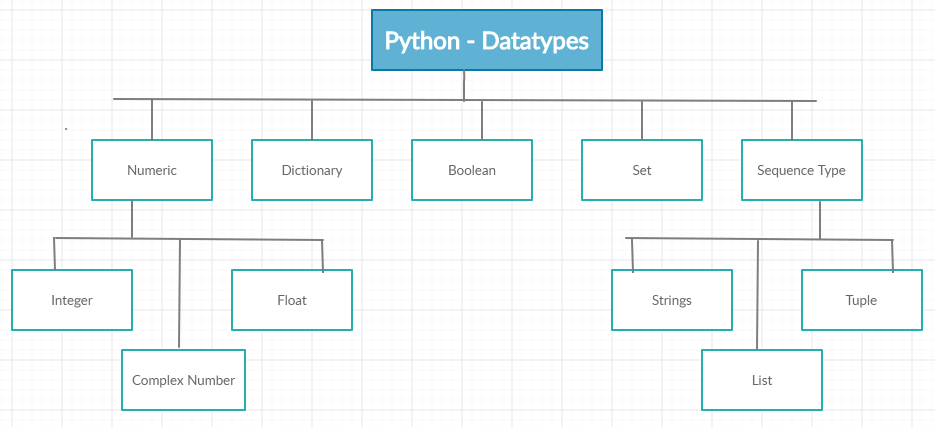 Python - Datatypes
Numeric
Dictionary
Boolean
Set
Sequence Type
Integer
Float
Strings
Tuple
Complex Number
List